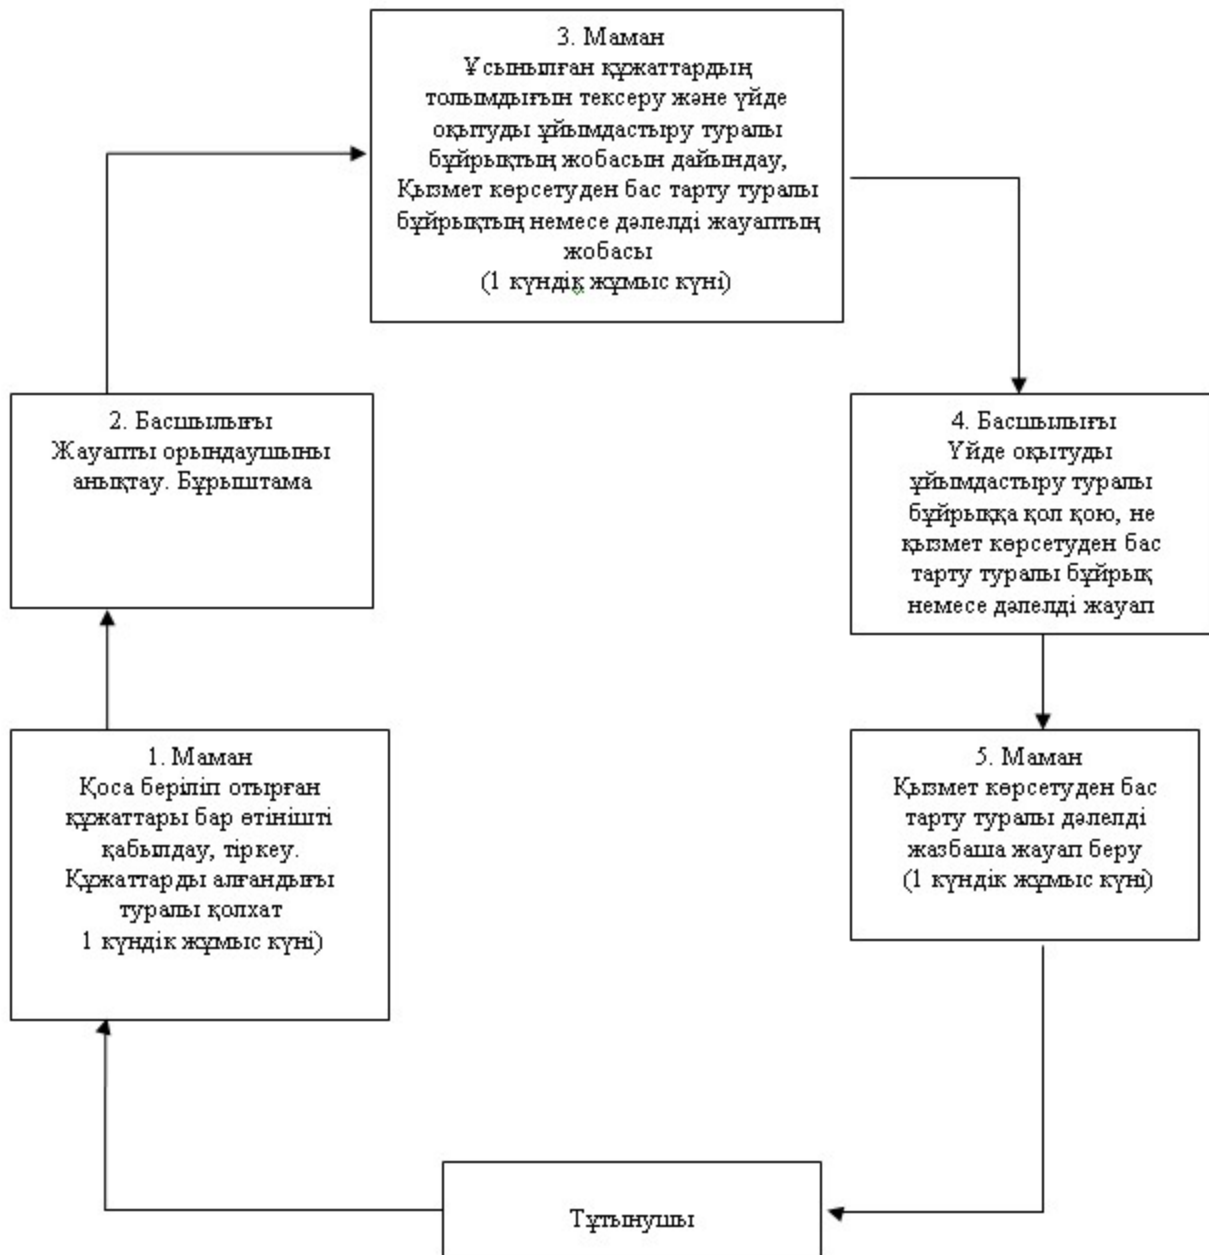 3. Маман
Ұсынылған құжаттардың
толымдығын тексеру және үйде
оқытуды ұйымдастыру туралы
бұйрықтың жобасын дайындау,
Қызмет көрсетуден бас тарту туралы
бұйрықтың немесе дәлелді жауаптың
жобасы
(1 күндік жұмыс күні)
2. Басшылығы
Жауапты орындаушыны
анықтау. Бұрыштама
4. Басшылығы
Үйде оқытуды
ұйымдастыру туралы
бұйрыққа қол қою, не
қызмет көрсетуден бас
тарту туралы бұйрық
немесе дәлелді жауап
1. Маман
Қоса беріліп отырған
құжаттары бар өтінішті
қабылдау, тіркеу.
Құжаттарды алғандығы
туралы қолхат
1 күндік жұмыс күні)
5. Маман
Қызмет көрсетуден бас
тарту туралы дәлелді
жазбаша жауап беру
(1 күндік жұмыс күні)
Тұтынушы